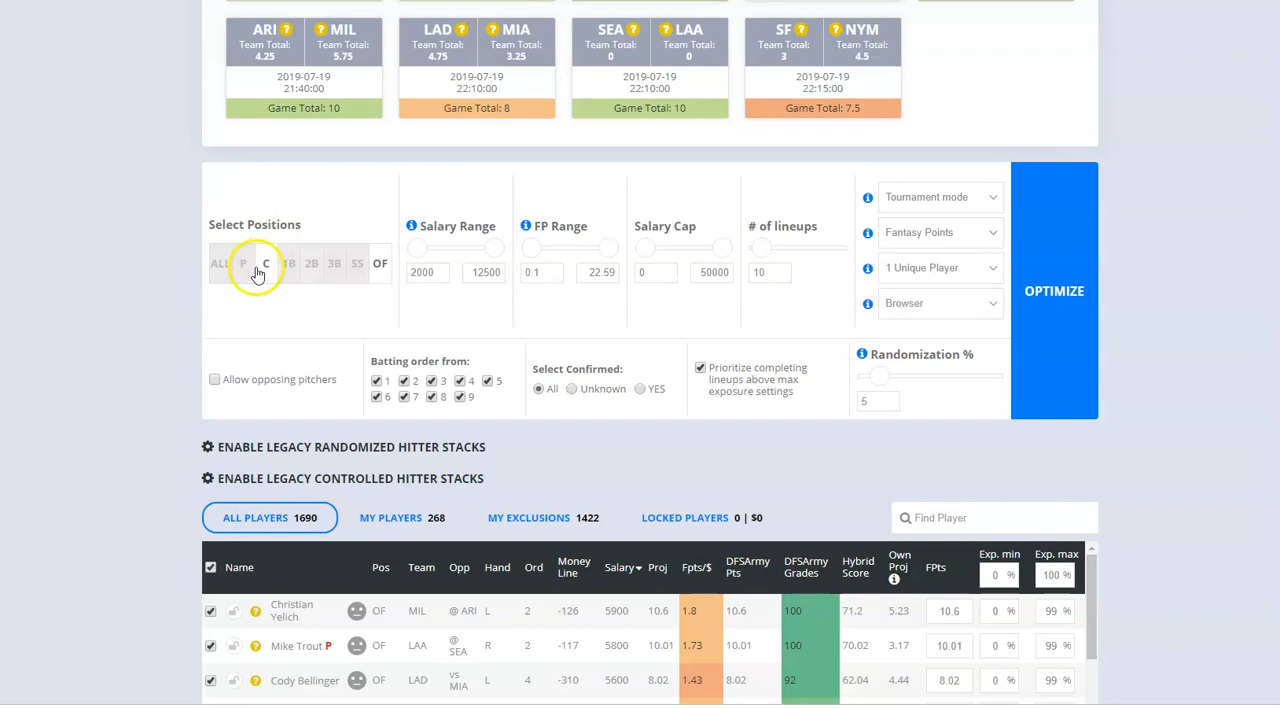 ARI ? ? MIL
Team Total: Team Total:
4.25 5.75
2019-07-19
21:40:00
Game Total: 10
LAD ? ? MIA
Team Total: Team Total:
4.75 3.25
2019-07-19
22:10:00
Game Total: 8
SEA ? ? LAA
Team Total: Team Total:
0 0
2019-07-19
22:10:00
Game Total: 10
SF ? ? NYM
Team Total: Team Total:
3 4.5
2019-07-19
22:15:00
Game Total: 7.5
Select Positions
ALL P C 1B 2B 3B SS OF
Salary Range
2000 12500
FP Range
0.1 22.59
Salary Cap
0 50000
# of lineups
10
Tournament mode
Fantasy Points
1 Unique Player
Browser
OPTIMIZE
Allow opposing pitchers
Batting order from:
1 2 3 4 5
6 7 8 9
Select Confirmed:
All Unknown YES
Prioritize completing
lineups above max
exposure settings
Randomization %
5
ENABLE LEGACY RANDOMIZED HITTER STACKS
ENABLE LEGACY CONTROLLED HITTER STACKS
ALL PLAYERS 1690 MY PLAYERS 268 MY EXCLUSIONS 1422 LOCKED PLAYERS 0 | $0 Find Player
Name Pos Team Opp Hand Ord Money Line Salary Proj Fpts/$ DFSArmy Pts DFSArmy Grades Hybrid Score Own Proj FPts Exp. min 0 % Exp. max 100 %
? Christian Yelich OF MIL @ ARI L 2 -126 5900 10.6 1.8 10.6 100 71.2 5.23 10.6 0 % 99 %
? Mike Trout P OF LAA @ SEA R 2 -117 5800 10.01 1.73 10.01 100 70.02 3.17 10.01 0 % 99 %
? Cody Bellinger OF LAD vs MIA L 4 -310 5600 8.02 1.43 8.02 92 62.04 4.44 8.02 0 % 99 %